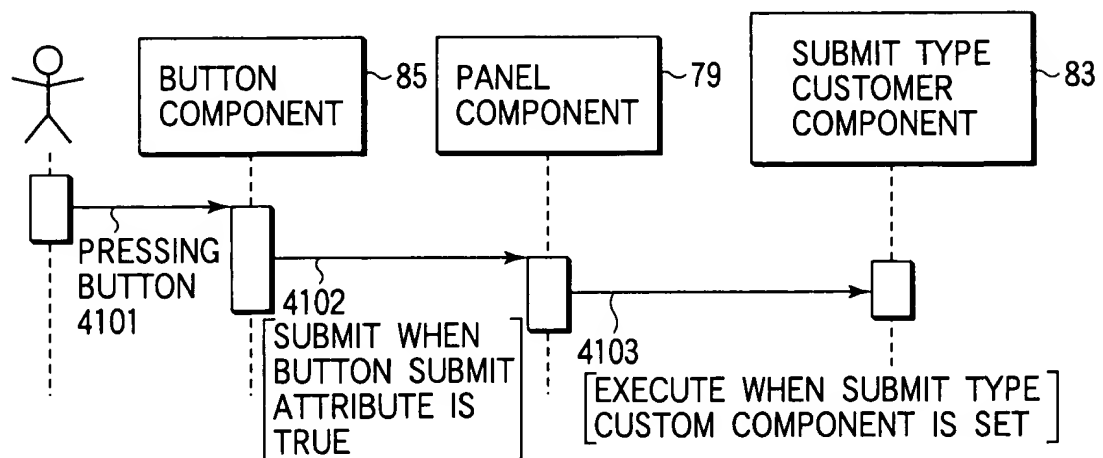 BUTTON
COMPONENT
85
PANEL
COMPONENT
79
SUBMIT TYPE
CUSTOMER
COMPONENT
83
PRESSING
BUTTON
4101
4102
[SUBMIT WHEN
BUTTON SUBMIT
ATTRIBUTE IS
TRUE]
4103
[EXECUTE WHEN SUBMIT TYPE
CUSTOM COMPONENT IS SET]